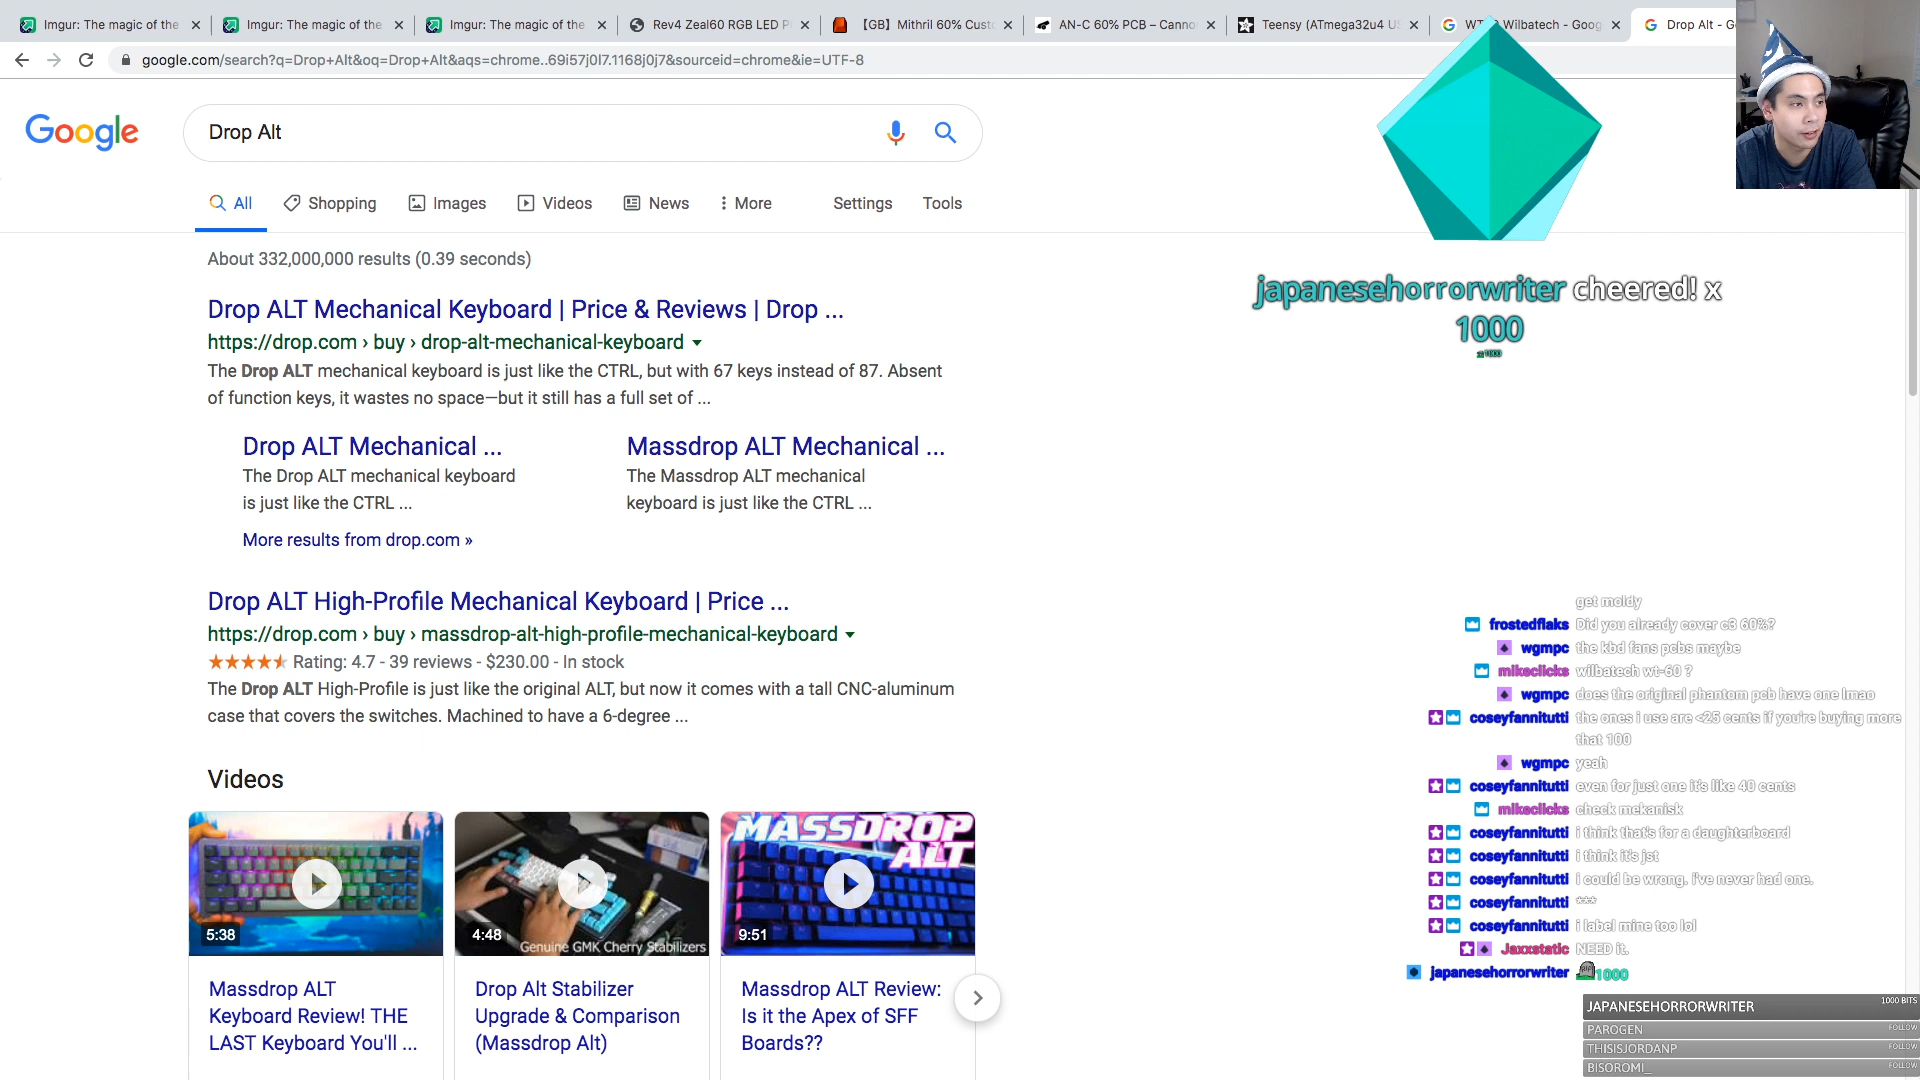 Imgur: The magic of the
Imgur: The magic of the
Imgur: The magic of the
Rev4 Zeal60 RGB LED P
【GB】Mithril 60% Cust
AN-C 60% PCB – Canno
Teensy (ATmega32u4 U
Wilbatech - Goog
Drop Alt - G
google.com/search?q=Drop+Alt&oq=Drop+Alt&aqs=chrome..69i57j0l7.1168j0j7&sourceid=chrome&ie=UTF-8
Google
Drop Alt
All
Shopping
Images
Videos
News
More
Settings
Tools
About 332,000,000 results (0.39 seconds)
Drop ALT Mechanical Keyboard | Price & Reviews | Drop ...
https://drop.com › buy › drop-alt-mechanical-keyboard
The Drop ALT mechanical keyboard is just like the CTRL, but with 67 keys instead of 87. Absent
of function keys, it wastes no space—but it still has a full set of ...
Drop ALT Mechanical ...
The Drop ALT mechanical keyboard
is just like the CTRL ...
Massdrop ALT Mechanical ...
The Massdrop ALT mechanical
keyboard is just like the CTRL ...
More results from drop.com »
Drop ALT High-Profile Mechanical Keyboard | Price ...
https://drop.com › buy › massdrop-alt-high-profile-mechanical-keyboard
Rating: 4.7 - 39 reviews - $230.00 - In stock
The Drop ALT High-Profile is just like the original ALT, but now it comes with a tall CNC-aluminum
case that covers the switches. Machined to have a 6-degree ...
Videos
5:38
4:48
Genuine GMK Cherry Stabilizers
MASSDROP
ALT
9:51
Massdrop ALT
Keyboard Review! THE
LAST Keyboard You'll ...
Drop Alt Stabilizer
Upgrade & Comparison
(Massdrop Alt)
Massdrop ALT Review:
Is it the Apex of SFF
Boards??
japanesehorrorwriter cheered! x
1000
get moldy
frostedflaks Did you already cover c3 60%?
wgmpc the kbd fans pcbs maybe
mikeclicks wilbatech wt-60 ?
wgmpc does the original phantom pcb have one lmao
coseyfannitutti the ones i use are <25 cents if you're buying more
that 100
wgmpc yeah
coseyfannitutti even for just one it's like 40 cents
mikeclicks check mekanisk
coseyfannitutti i think that's for a daughterboard
coseyfannitutti i think it's jst
coseyfannitutti i could be wrong. i've never had one.
coseyfannitutti ***
coseyfannitutti i label mine too lol
Jaxxstatic NEED it.
japanesehorrorwriter 1000
JAPANESEHORRORWRITER 1000 BITS
PAROGEN FOLLOW
THISISJORDANP FOLLOW
BISOROMI_ FOLLOW